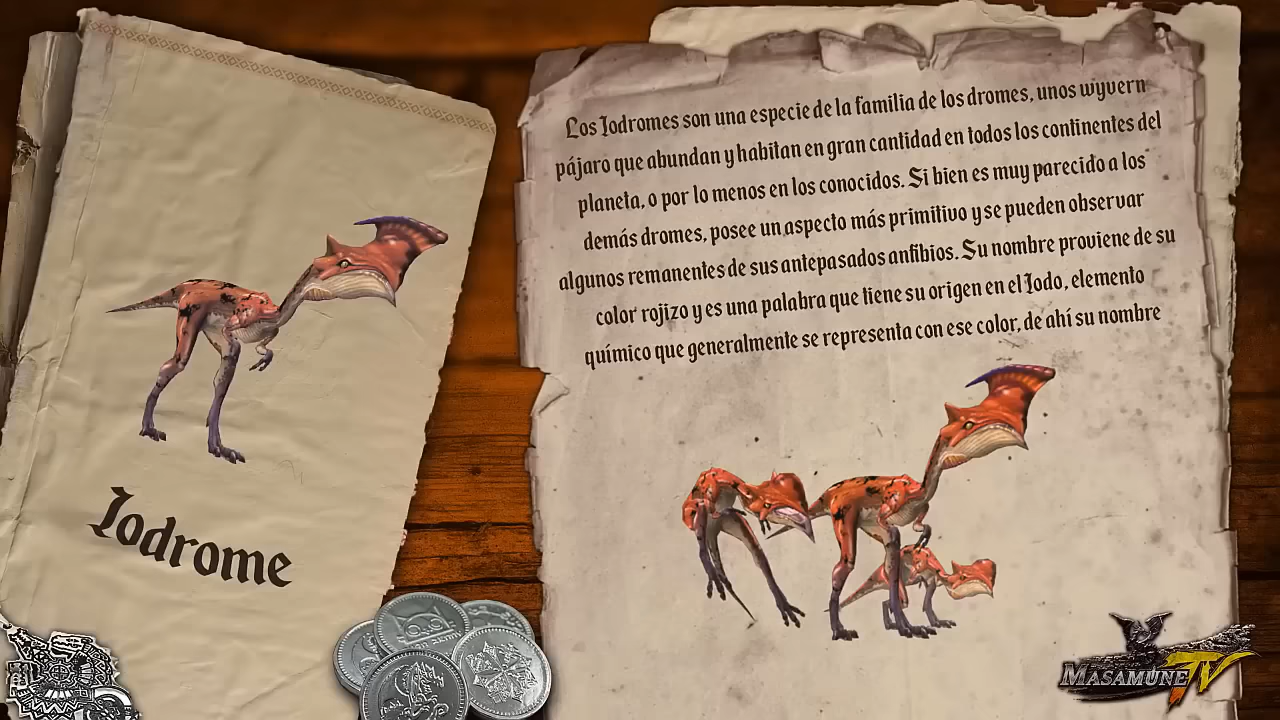 Iodrome
Los Iodromes son una especie de la familia de los dromes, unos wyvern
pájaro que abundan y habitan en gran cantidad en todos los continentes del
planeta, o por lo menos en los conocidos. Si bien es muy parecido a los
demás dromes, posee un aspecto más primitivo y se pueden observar
algunos remanentes de sus antepasados anfibios. Su nombre proviene de su
color rojizo y es una palabra que tiene su origen en el Iodo, elemento
químico que generalmente se representa con ese color, de ahí su nombre
MASAMUNE TV